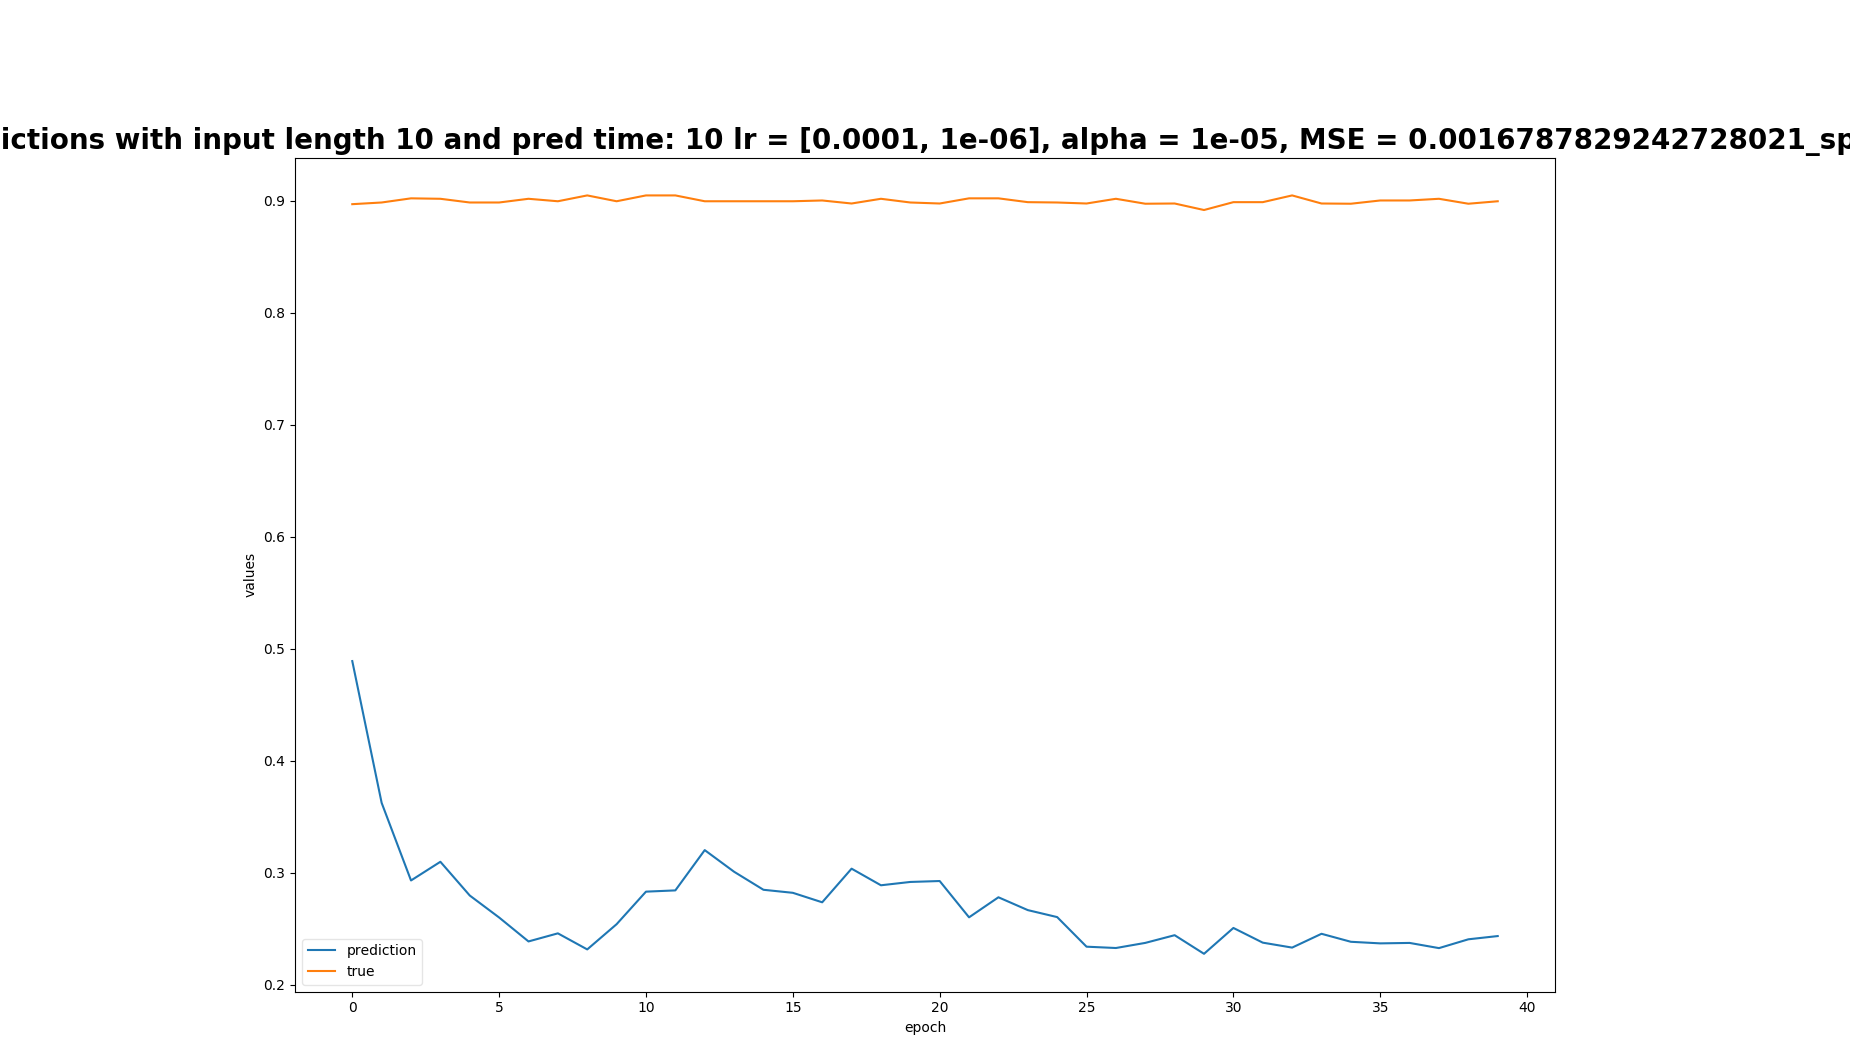 ictions with input length 10 and pred time: 10 lr = [0.0001, 1e-06], alpha = 1e-05, MSE = 0.0016787829242728021_sp
0.9
0.8
0.7
0.6
0.5
0.4
0.3
0.2
values
prediction
true
0 5 10 15 20 25 30 35 40
epoch